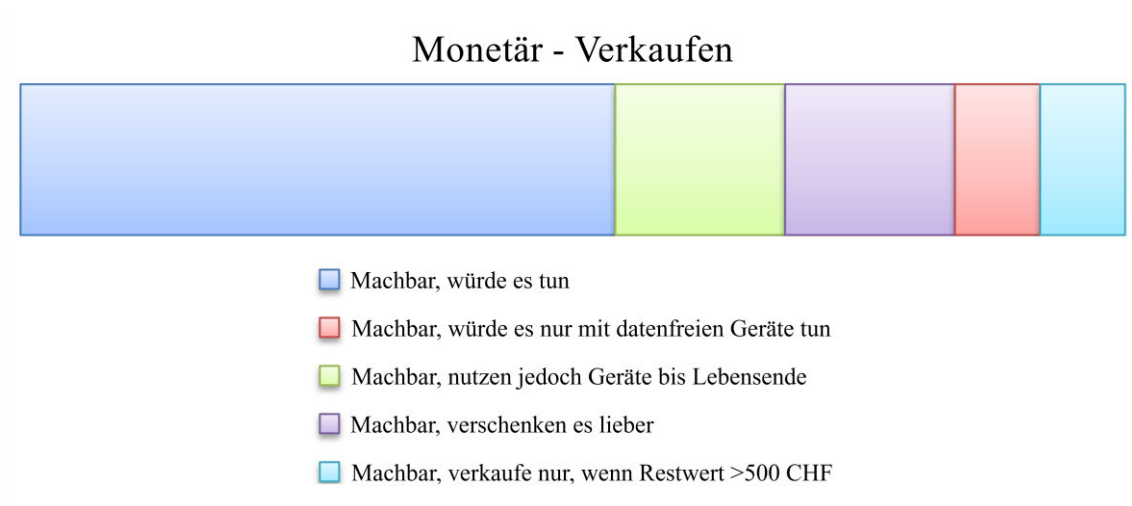 Monetär - Verkaufen
Machbar, würde es tun
Machbar, würde es nur mit datenfreien Geräte tun
Machbar, nutzen jedoch Geräte bis Lebensende
Machbar, verschenken es lieber
Machbar, verkaufe nur, wenn Restwert >500 CHF